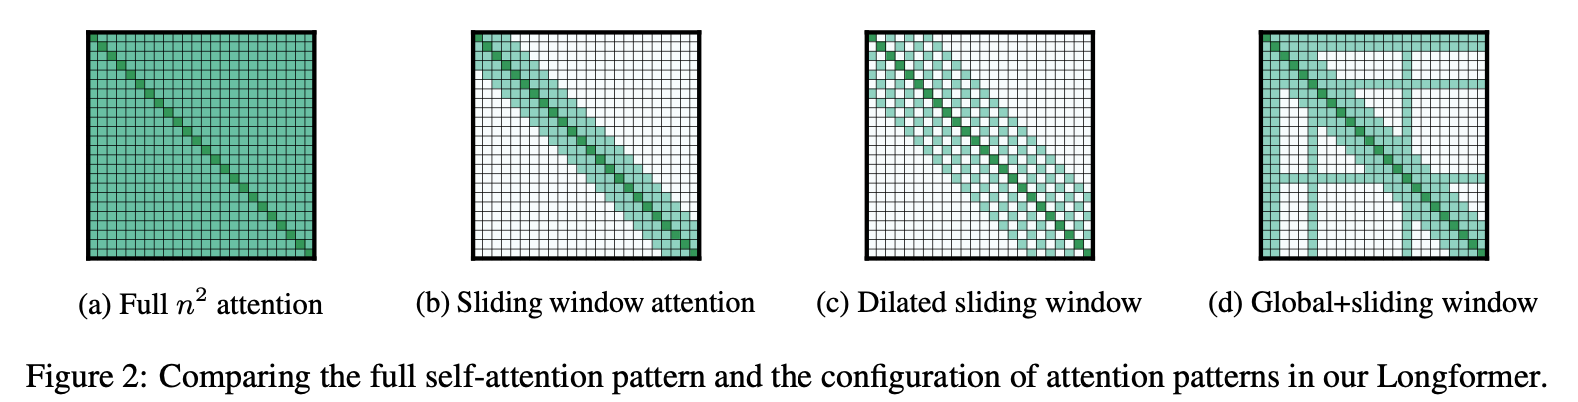 (a) Full n² attention
(b) Sliding window attention
(c) Dilated sliding window
(d) Global+sliding window
Figure 2: Comparing the full self-attention pattern and the configuration of attention patterns in our Longformer.